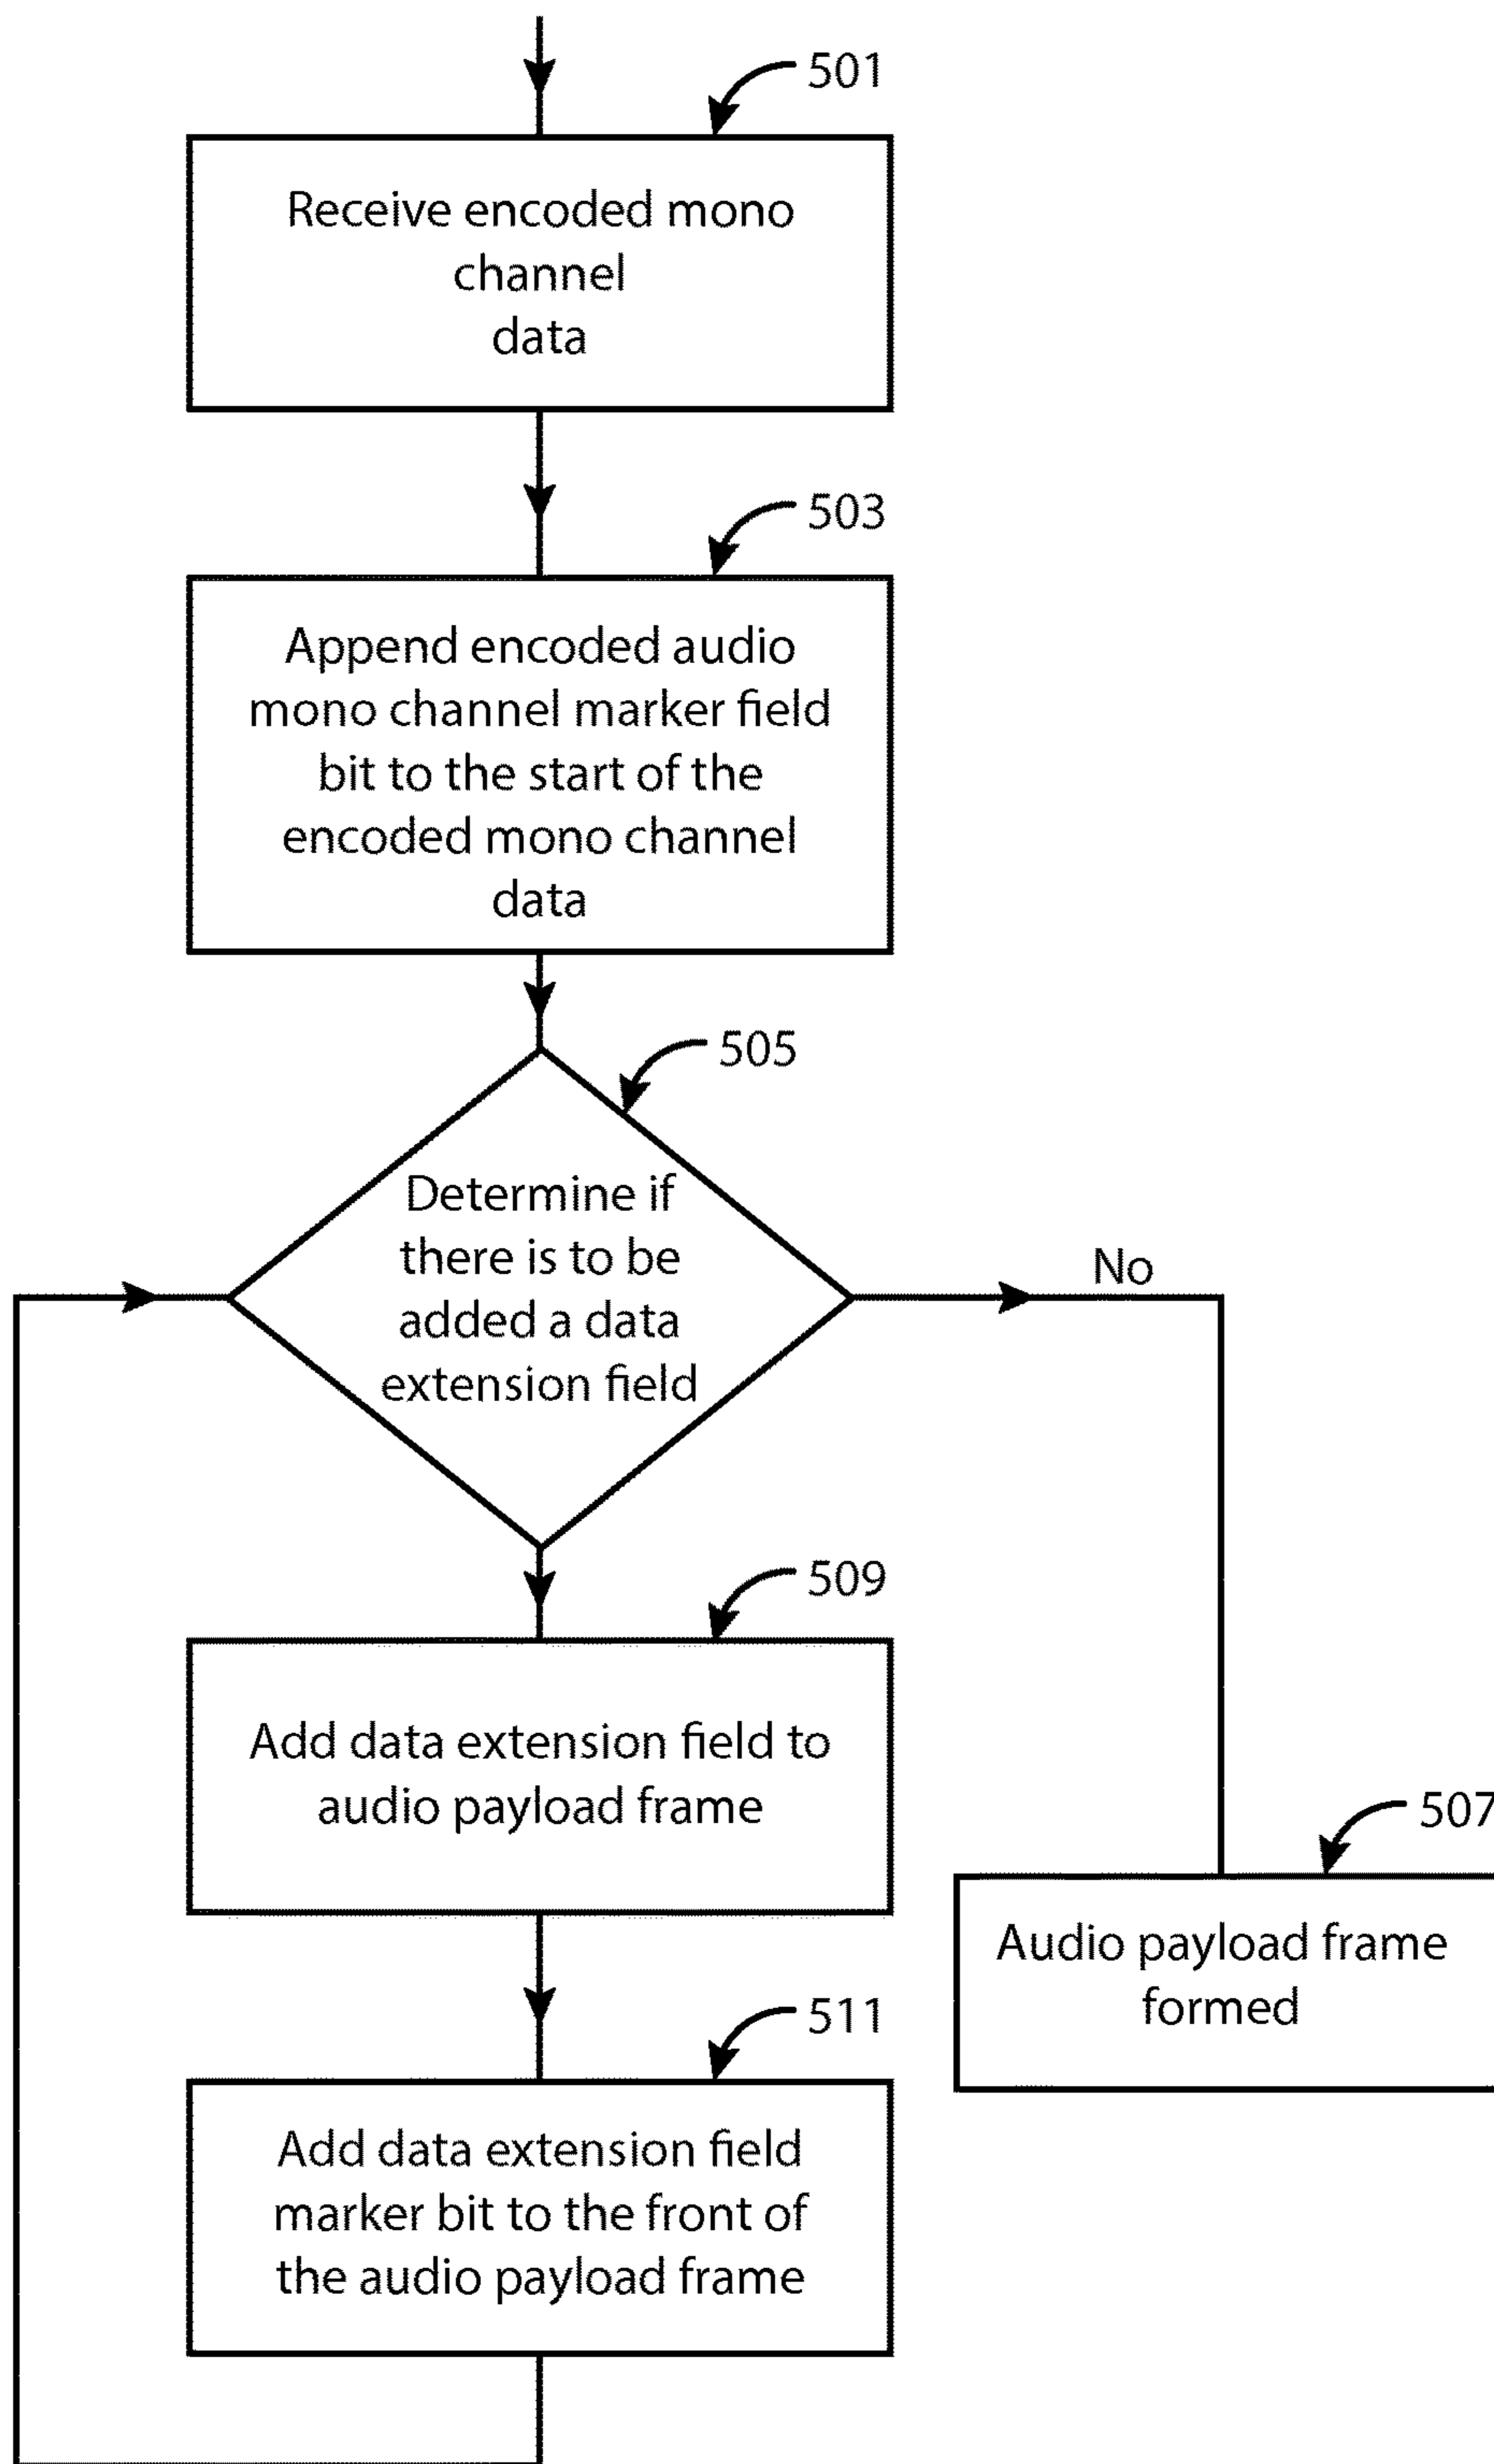 501
Receive encoded mono
channel
data
503
Append encoded audio
mono channel marker field
bit to the start of the
encoded mono channel
data
505
Determine if
there is to be
added a data
extension field
No
509
Add data extension field to
audio payload frame
507
Audio payload frame
formed
511
Add data extension field
marker bit to the front of
the audio payload frame